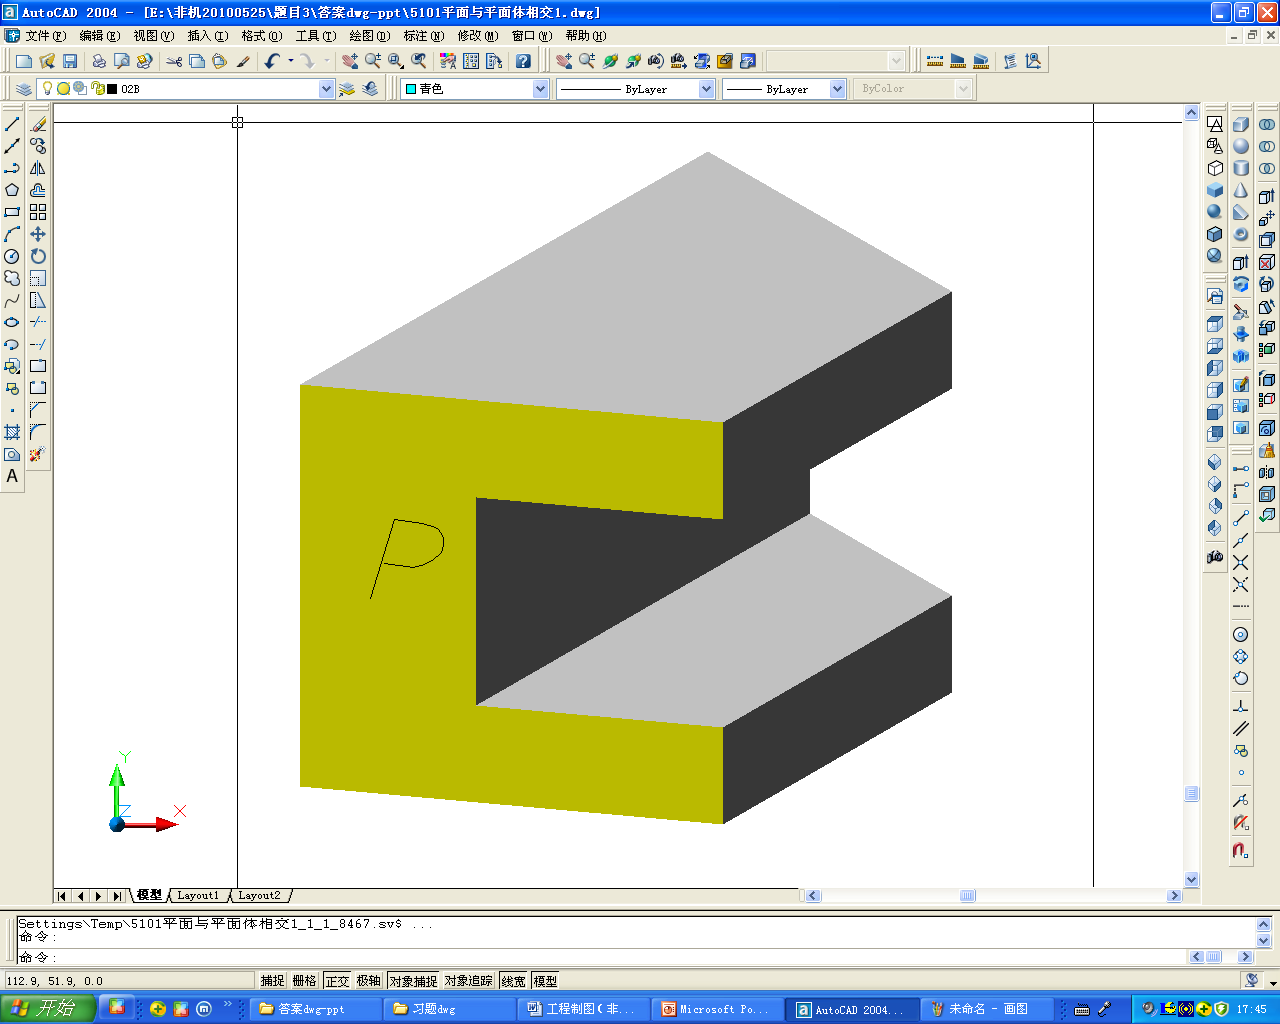 AutoCAD 2004 - [E:\非机20100525\题目3\答案dwg-ppt\5101平面与平面体相交1.dwg]
文件(F) 编辑(E) 视图(V) 插入(I) 格式(O) 工具(T) 绘图(D) 标注(N) 修改(M) 窗口(W) 帮助(H)
02B 青色 ByLayer ByLayer ByColor
A
P
Y
Z X
模型 Layout1 Layout2
Settings\Temp\5101平面与平面体相交1_1_1_8467.sv$ ...
命令:
命令:
112.9, 51.9, 0.0 捕捉 栅格 正交 极轴 对象捕捉 对象追踪 线宽 模型
开始 答案dwg-ppt 习题dwg 工程制图(非... Microsoft Po... AutoCAD 2004... 未命名 - 画图 17:45